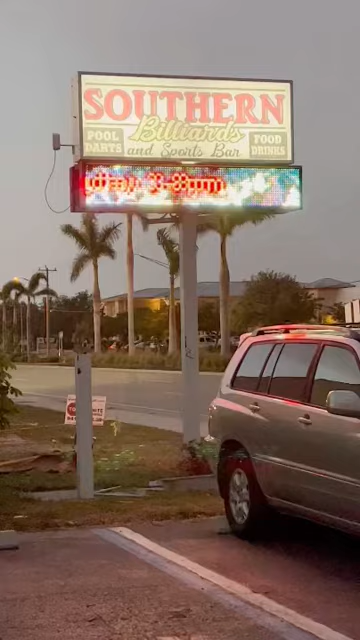 SOUTHERN
Billiards
POOL
DARTS
and Sports Bar
FOOD
DRINKS